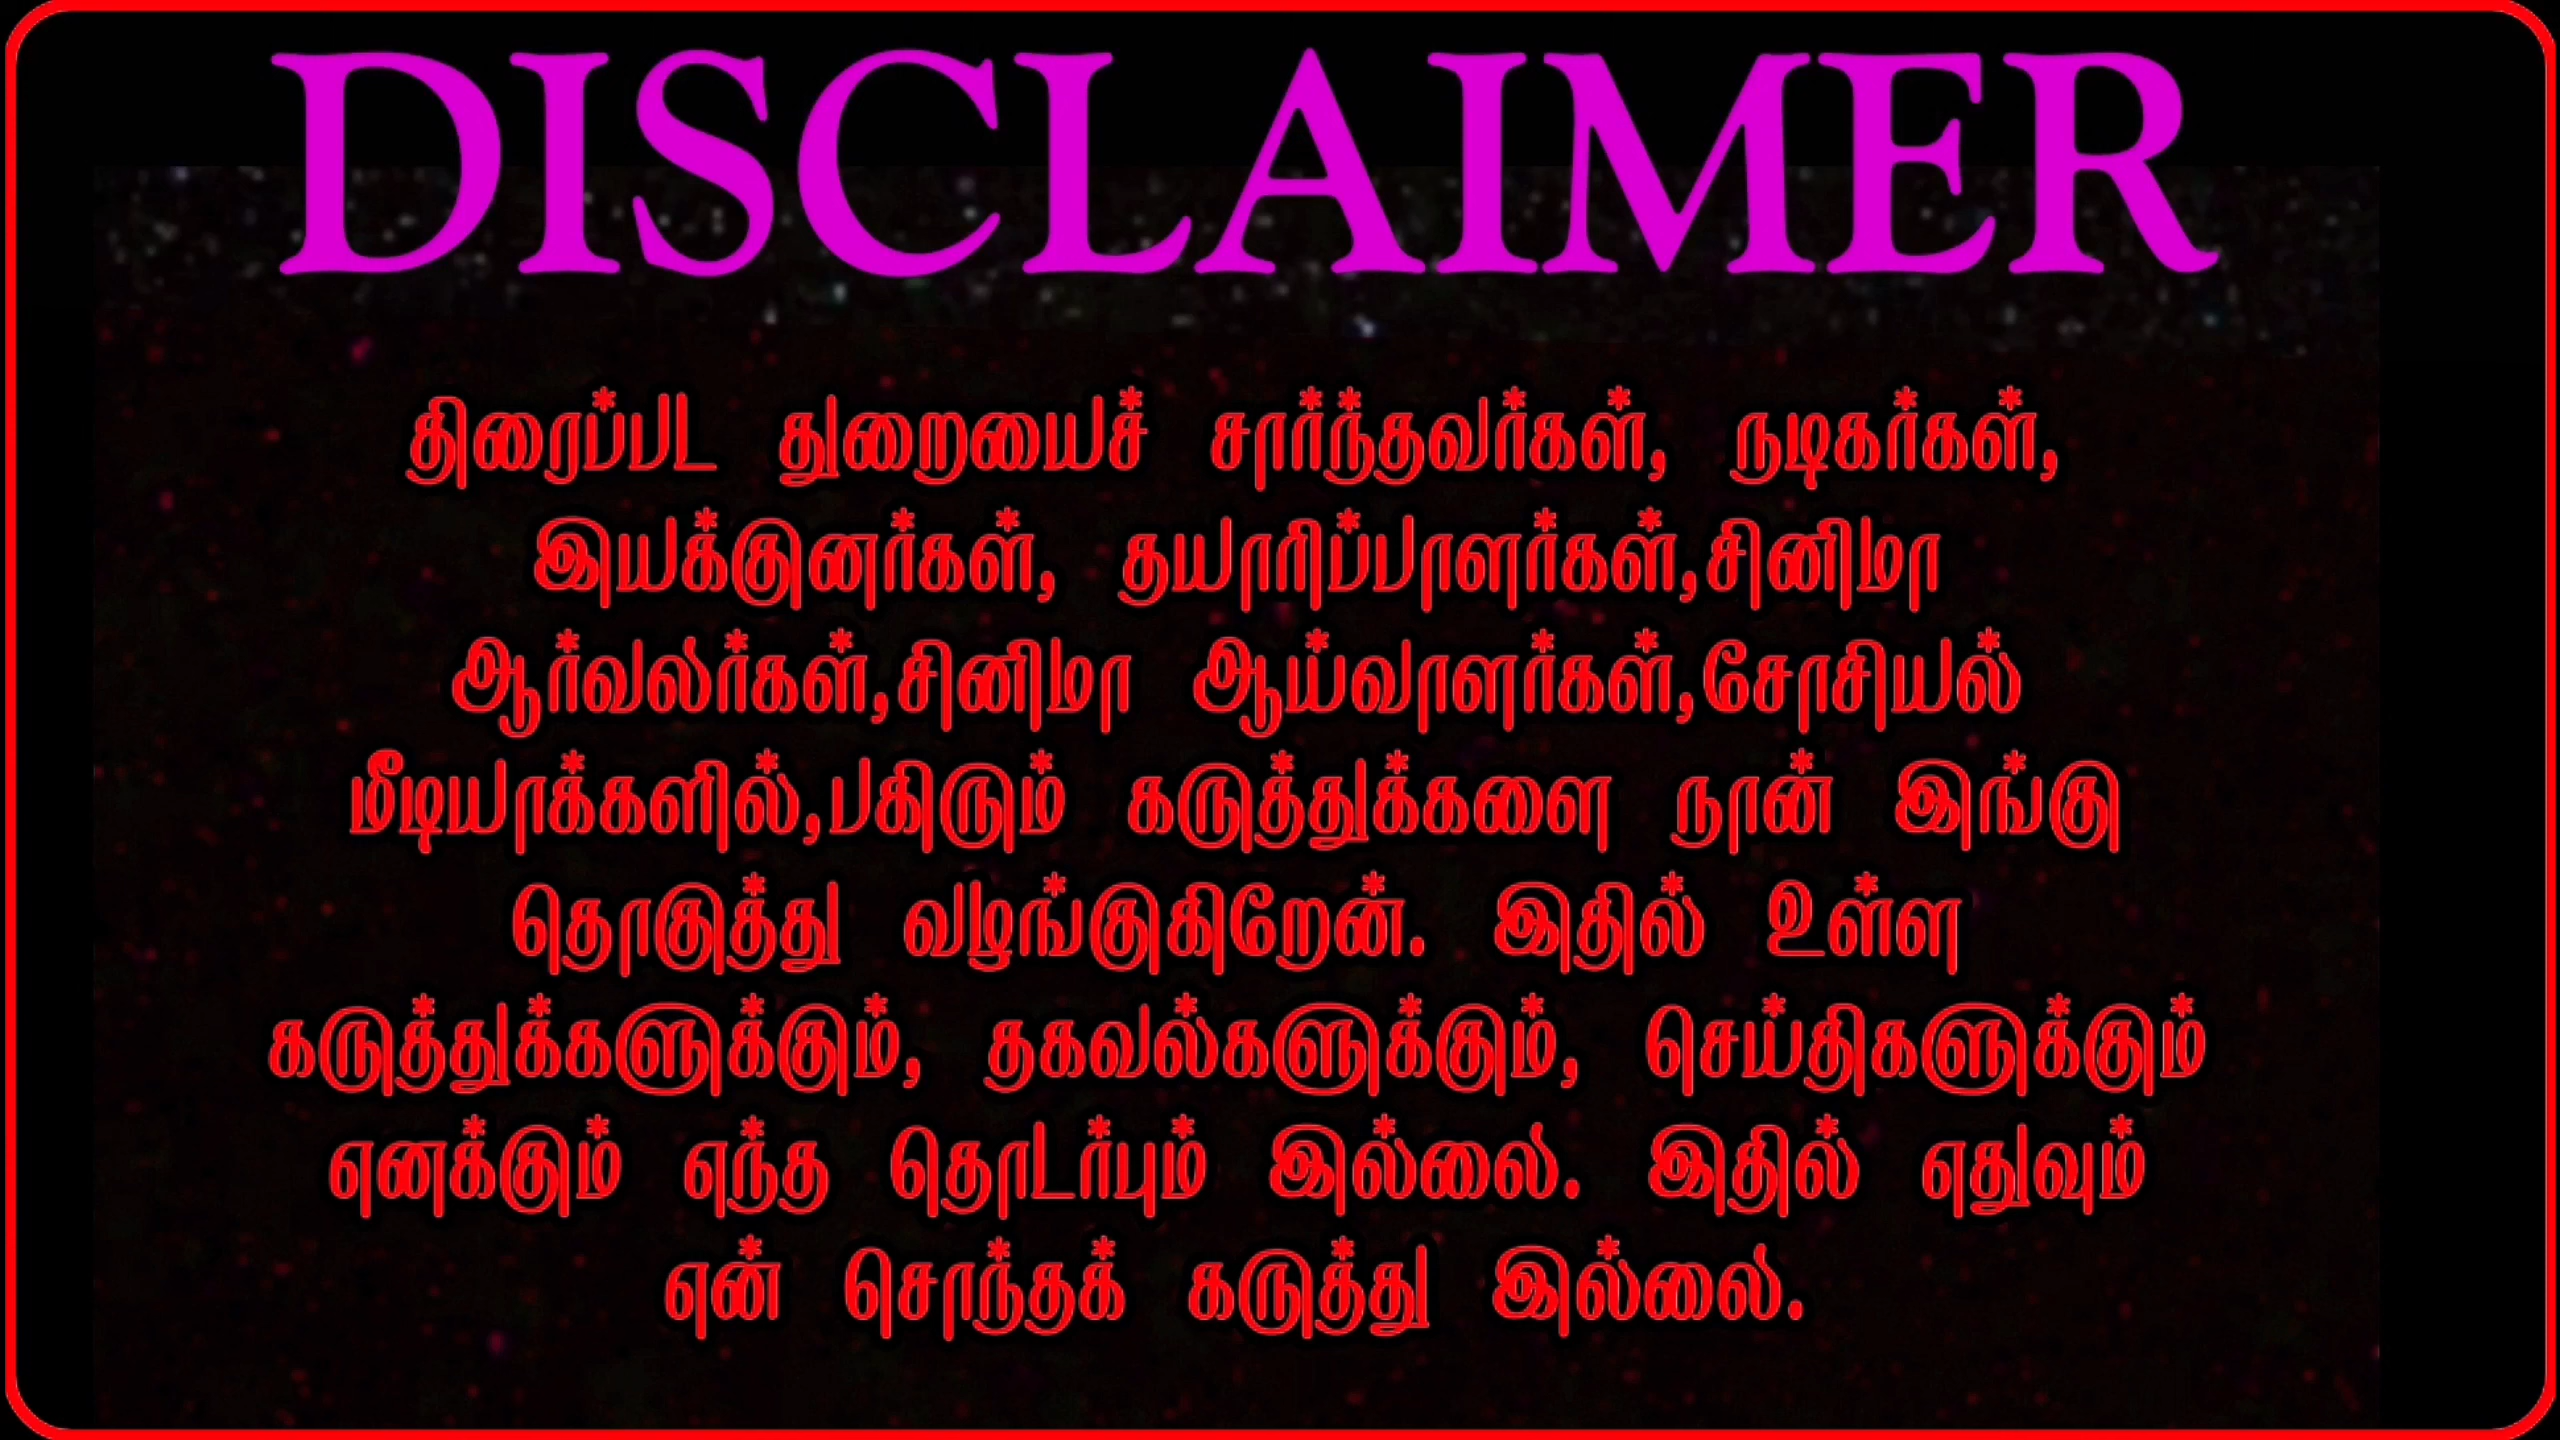 DISCLAIMER
திரைப்பட துறையைச் சார்ந்தவர்கள், நடிகர்கள்,
இயக்குனர்கள், தயாரிப்பாளர்கள்,சினிமா
ஆர்வலர்கள்,சினிமா ஆய்வாளர்கள்,சோசியல்
மீடியாக்களில்,பகிரும் கருத்துக்களை நான் இங்கு
தொகுத்து வழங்குகிறேன். இதில் உள்ள
கருத்துக்களுக்கும், தகவல்களுக்கும், செய்திகளுக்கும்
எனக்கும் எந்த தொடர்பும் இல்லை. இதில் எதுவும்
என் சொந்தக் கருத்து இல்லை.